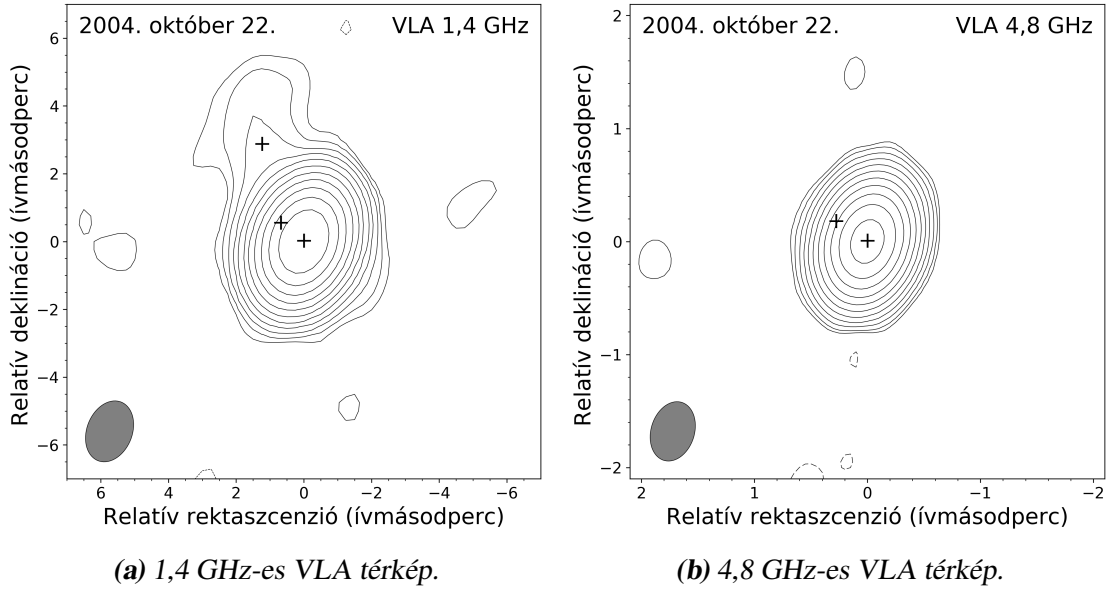 2004. október 22. VLA 1,4 GHz
6
4
2
0
−2
−4
−6
Relatív deklináció (ívmásodperc)
6 4 2 0 −2 −4 −6
Relatív rektaszcenzió (ívmásodperc)
(a) 1,4 GHz-es VLA térkép.
2004. október 22. VLA 4,8 GHz
2
1
0
−1
−2
Relatív deklináció (ívmásodperc)
2 1 0 −1 −2
Relatív rektaszcenzió (ívmásodperc)
(b) 4,8 GHz-es VLA térkép.